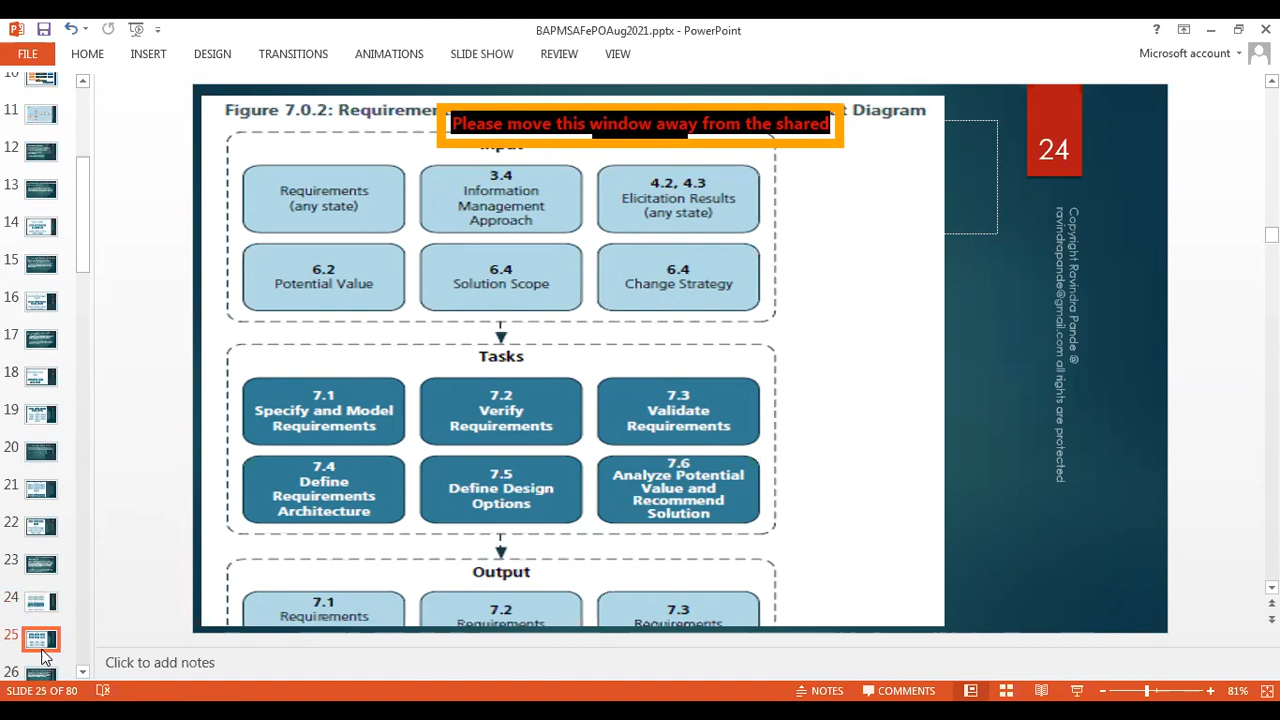 BAPMSAFePOAug2021.pptx - PowerPoint
FILE HOME INSERT DESIGN TRANSITIONS ANIMATIONS SLIDE SHOW REVIEW VIEW
Microsoft account
10
11
12
13
14
15
16
17
18
19
20
21
22
23
24
25
26
Figure 7.0.2: Requiremen
t Diagram
Please move this window away from the shared
Input
Requirements
(any state)
3.4
Information
Management
Approach
4.2, 4.3
Elicitation Results
(any state)
6.2
Potential Value
6.4
Solution Scope
6.4
Change Strategy
Tasks
7.1
Specify and Model
Requirements
7.2
Verify
Requirements
7.3
Validate
Requirements
7.4
Define
Requirements
Architecture
7.5
Define Design
Options
7.6
Analyze Potential
Value and
Recommend
Solution
Output
7.1
Requirements
7.2
Requirements
7.3
Requirements
24
Copyright Ravindra Pande @
ravindrapande@gmail.com all rights are protected
Click to add notes
SLIDE 25 OF 80
NOTES
COMMENTS
81%